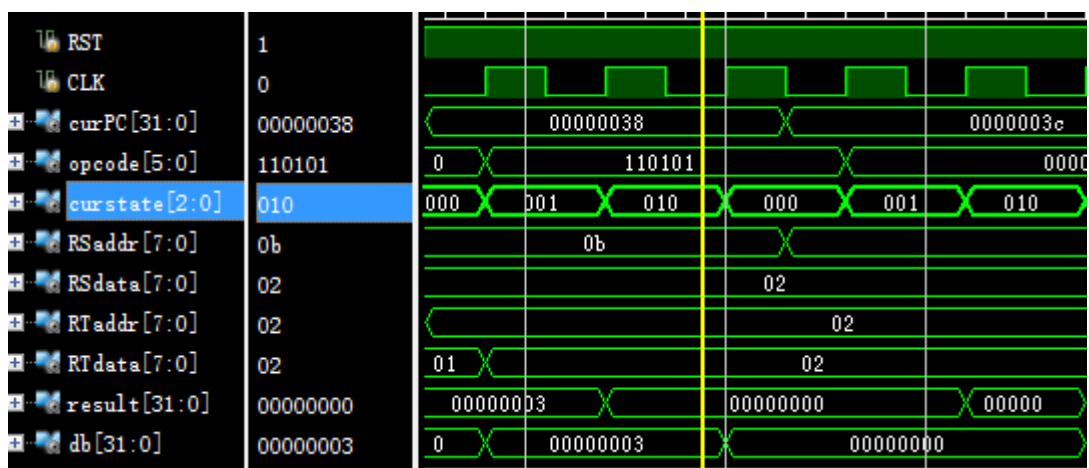 RST 1
CLK 0
curPC[31:0] 00000038 00000038 0000003c
opcode[5:0] 110101 0 110101 0000
curstate[2:0] 010 000 001 010 000 001 010
RSaddr[7:0] 0b 0b
RSdata[7:0] 02 02
RTaddr[7:0] 02 02
RTdata[7:0] 02 01 02
result[31:0] 00000000 00000003 00000000 00000
db[31:0] 00000003 0 00000003 00000000